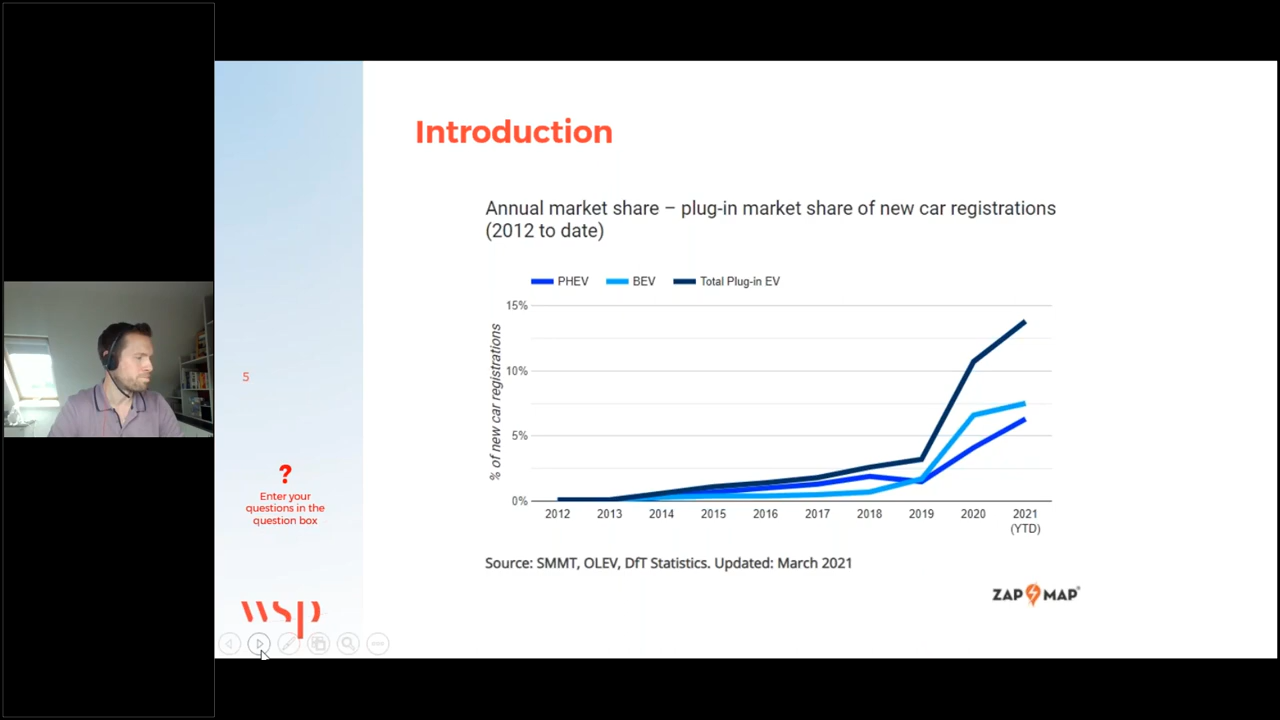 Introduction
Annual market share – plug-in market share of new car registrations
(2012 to date)
PHEV
BEV
Total Plug-in EV
% of new car registrations
15%
10%
5%
0%
2012
2013
2014
2015
2016
2017
2018
2019
2020
2021
(YTD)
Source: SMMT, OLEV, DfT Statistics. Updated: March 2021
ZAP MAP
5
?
Enter your
questions in the
question box
wsp